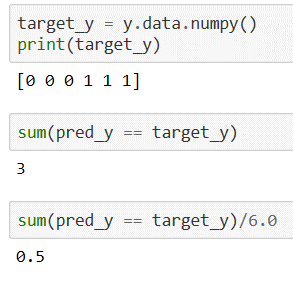 target_y = y.data.numpy()
print(target_y)
[0 0 0 1 1 1]
sum(pred_y == target_y)
3
sum(pred_y == target_y)/6.0
0.5